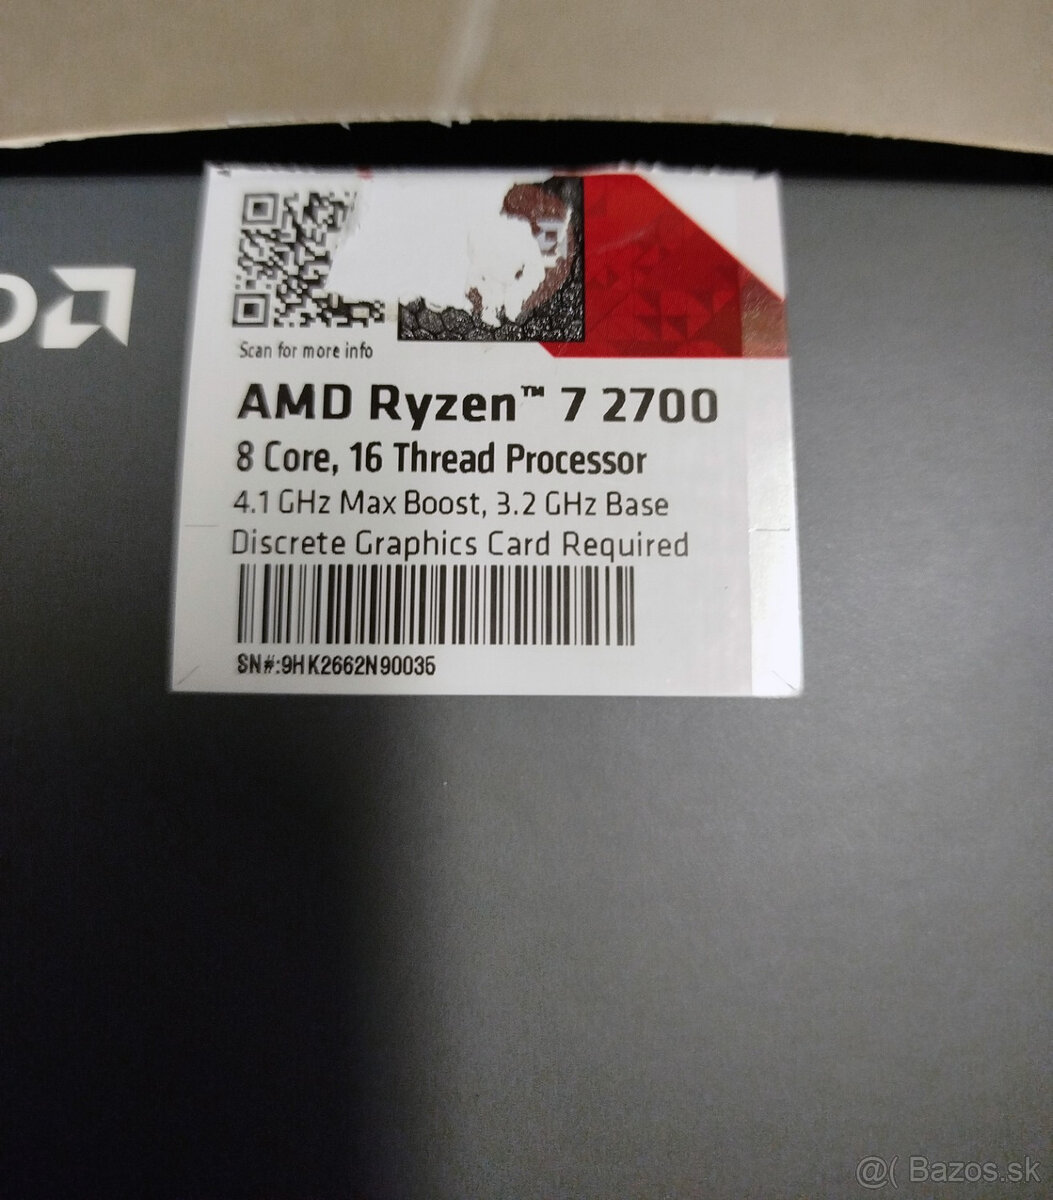 Scan for more info
AMD Ryzen™ 7 2700
8 Core, 16 Thread Processor
4.1 GHz Max Boost, 3.2 GHz Base
Discrete Graphics Card Required
SN#:9HK2662N90035
@( Bazos.sk